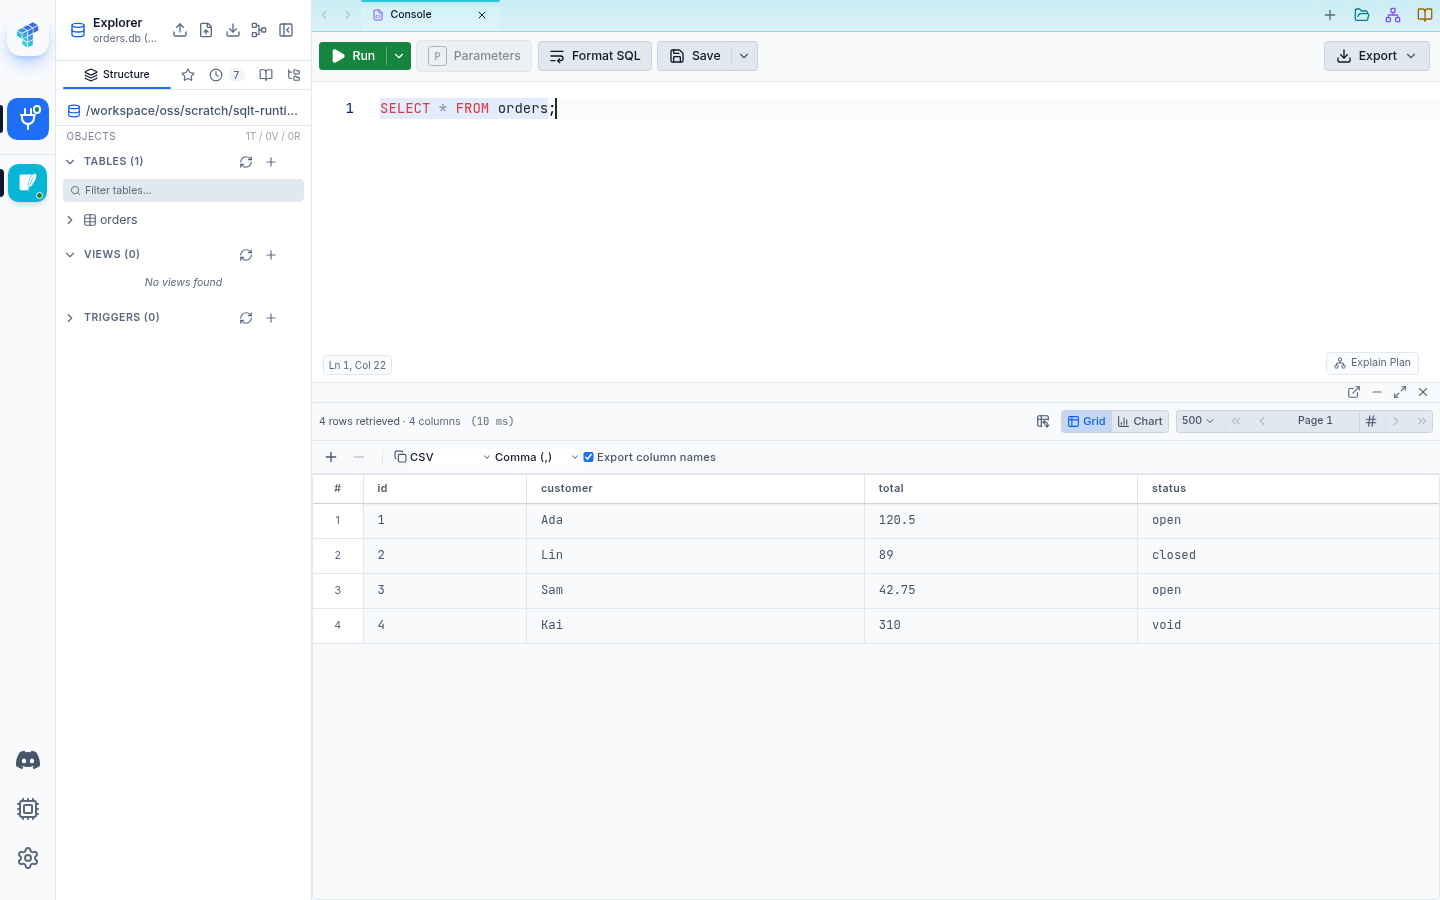 Explorer
orders.db (...
Structure
7
/workspace/oss/scratch/sqlt-runti...
OBJECTS
1T / 0V / 0R
TABLES (1)
Filter tables...
orders
VIEWS (0)
No views found
TRIGGERS (0)
Console
Run
P Parameters
Format SQL
Save
Export
1 SELECT * FROM orders;
Ln 1, Col 22
Explain Plan
4 rows retrieved · 4 columns (10 ms)
Grid
Chart
500
Page 1
#
CSV
Comma (,)
Export column names
# id customer total status
1 1 Ada 120.5 open
2 2 Lin 89 closed
3 3 Sam 42.75 open
4 4 Kai 310 void